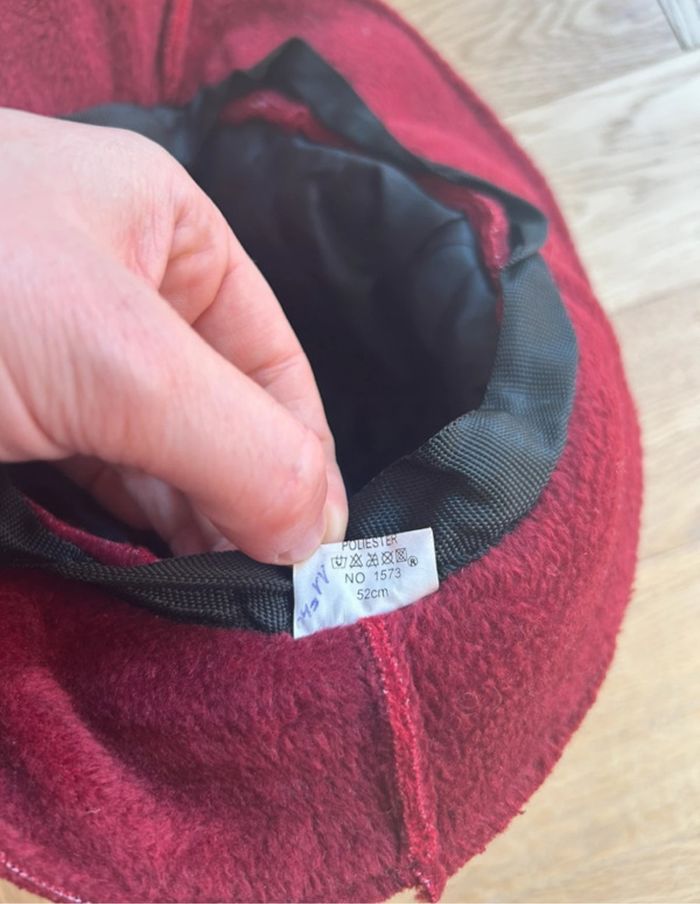 POLIESTER
®
NO 1573
52cm